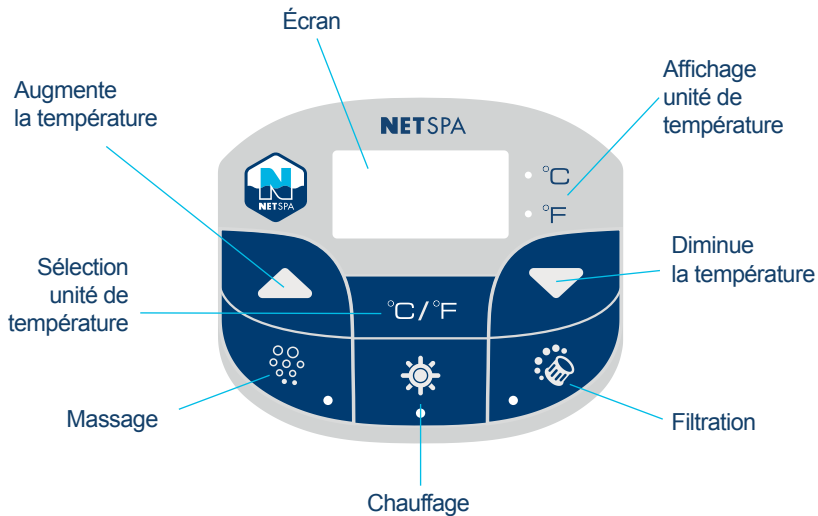 Écran
Augmente
la température
Affichage
unité de
température
NETSPA
°C
NETSPA
°F
Diminue
la température
Sélection
unité de
température
°C/°F
Massage
Filtration
Chauffage